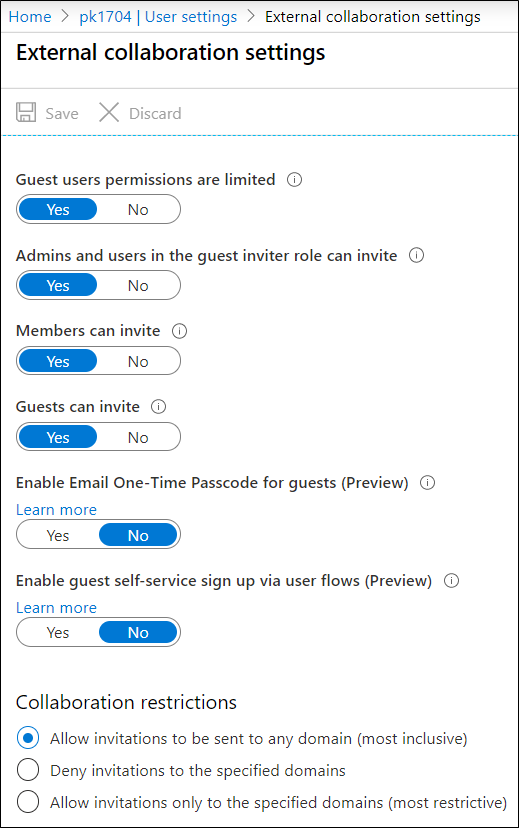 Home > pk1704 | User settings > External collaboration settings
External collaboration settings
Save Discard
Guest users permissions are limited
Yes No
Admins and users in the guest inviter role can invite
Yes No
Members can invite
Yes No
Guests can invite
Yes No
Enable Email One-Time Passcode for guests (Preview)
Learn more
Yes No
Enable guest self-service sign up via user flows (Preview)
Learn more
Yes No
Collaboration restrictions
Allow invitations to be sent to any domain (most inclusive)
Deny invitations to the specified domains
Allow invitations only to the specified domains (most restrictive)